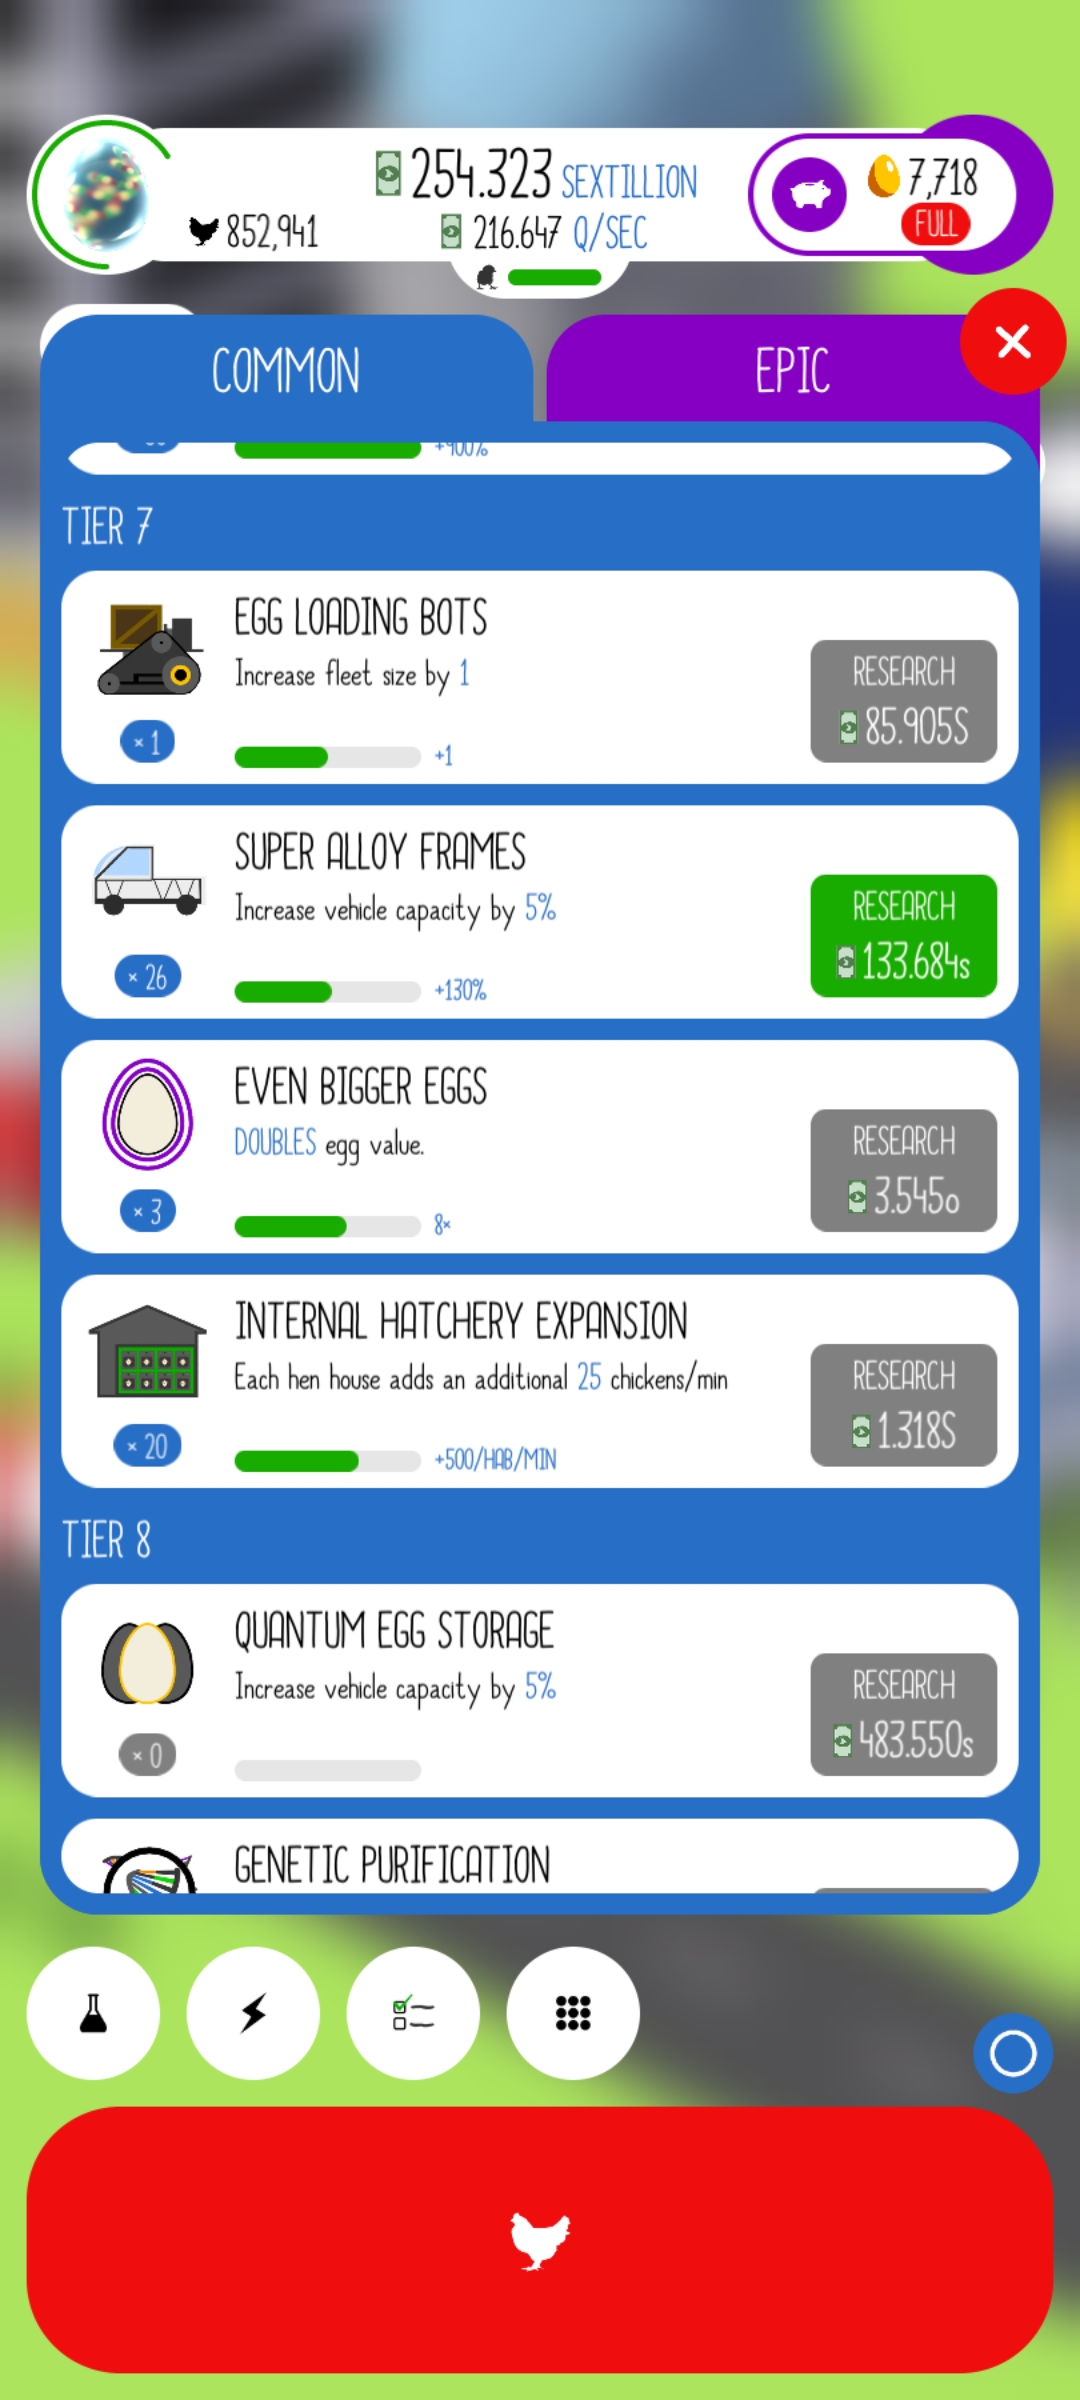 254.323 SEXTILLION
852,941
216.647 Q/SEC
7,718
FULL
COMMON
EPIC
+900%
TIER 7
EGG LOADING BOTS
Increase fleet size by 1
× 1
+1
RESEARCH
85.905S
SUPER ALLOY FRAMES
Increase vehicle capacity by 5%
× 26
+130%
RESEARCH
133.684s
EVEN BIGGER EGGS
DOUBLES egg value.
× 3
8×
RESEARCH
3.545o
INTERNAL HATCHERY EXPANSION
Each hen house adds an additional 25 chickens/min
× 20
+500/HAB/MIN
RESEARCH
1.318S
TIER 8
QUANTUM EGG STORAGE
Increase vehicle capacity by 5%
× 0
RESEARCH
483.550s
GENETIC PURIFICATION